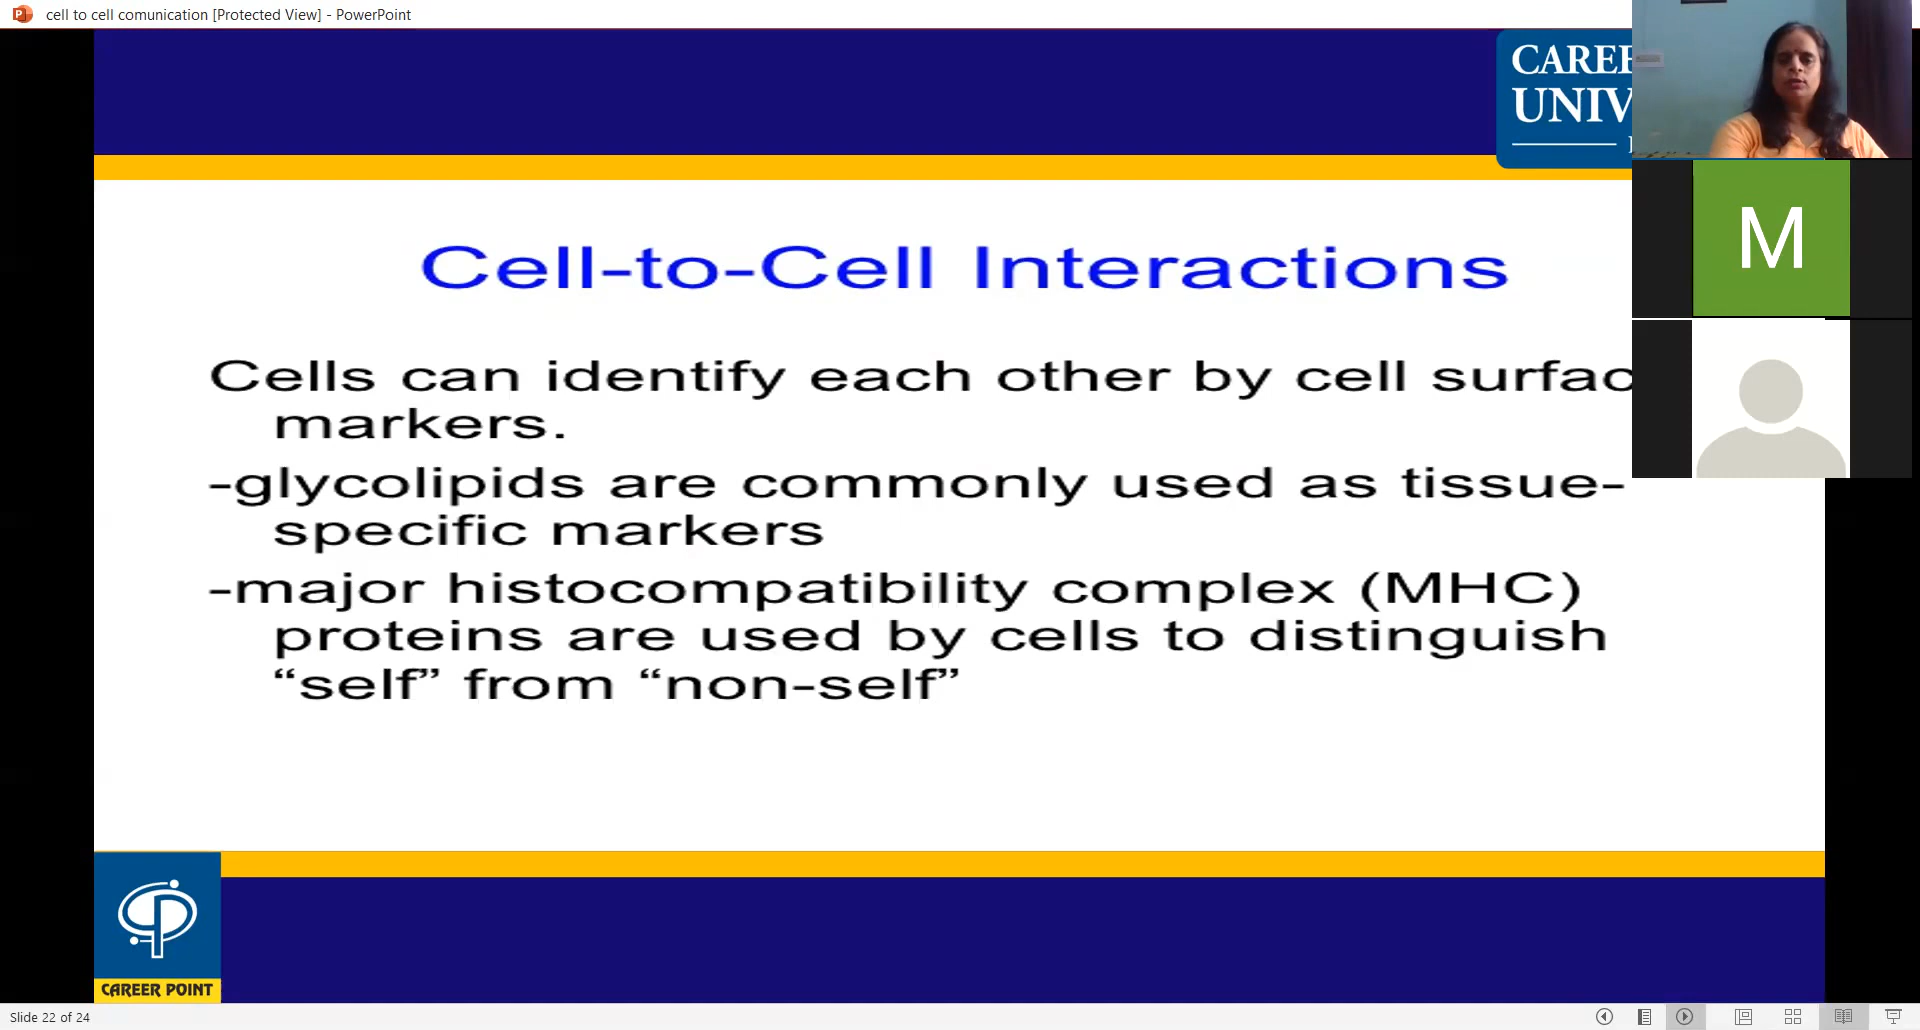 cell to cell comunication [Protected View] - PowerPoint
UNIV
M
Cell-to-Cell Interactions
Cells can identify each other by cell
markers.
-glycolipids are commonly used as tissue-
specific markers
-major histocompatibility complex (MHC)
proteins are used by cells to distinguish
“self” from “non-self”
CAREER POINT
Slide 22 of 24